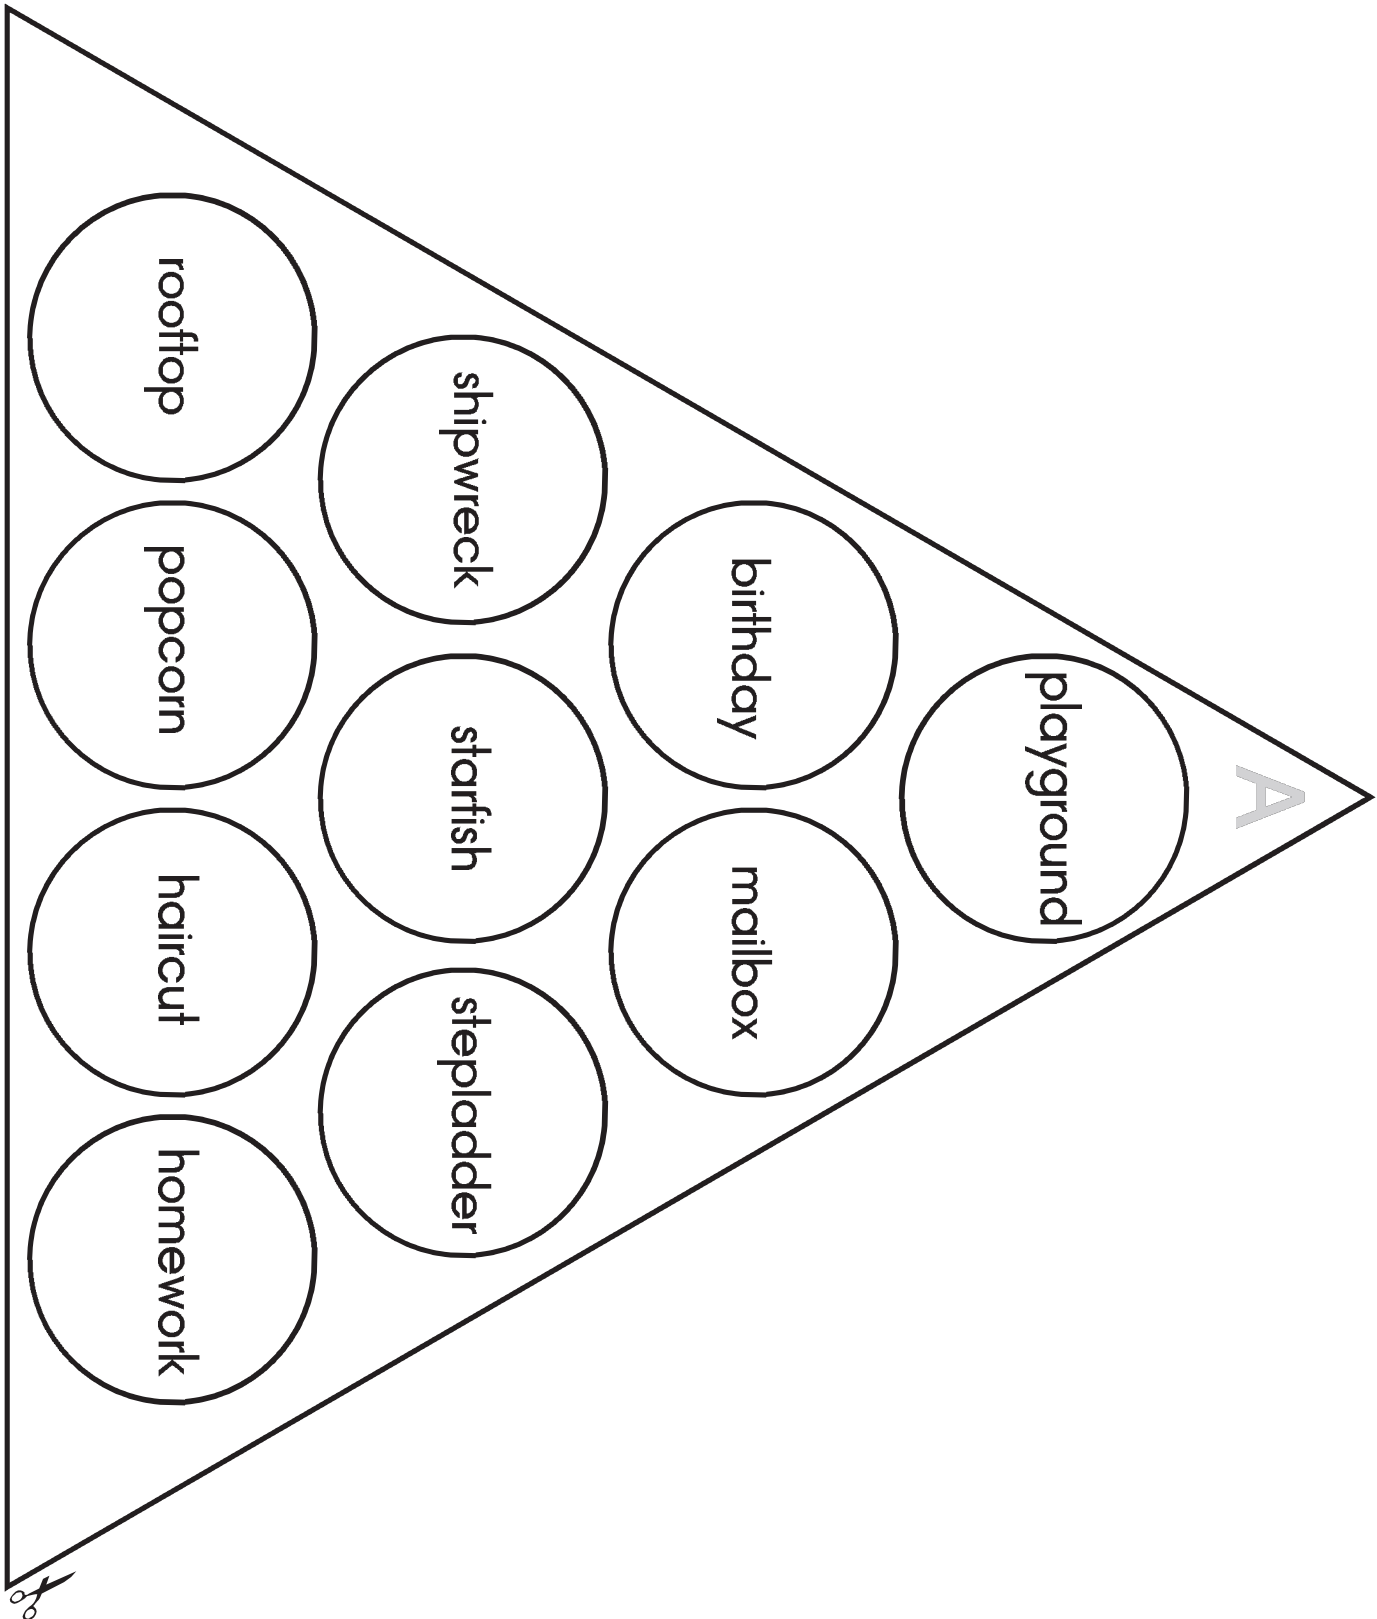 A
playground
birthday mailbox
shipwreck starfish stepladder
rooftop popcorn haircut homework